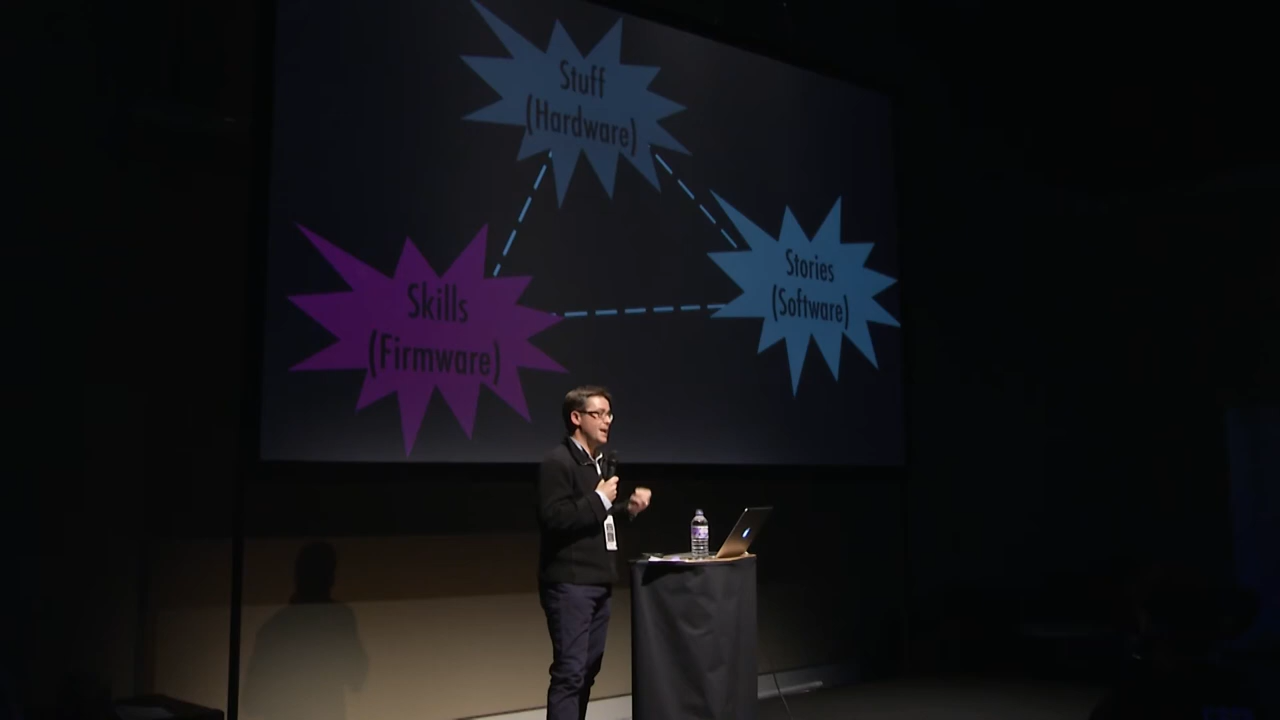 Stuff
(Hardware)
Stories
(Software)
Skills
(Firmware)